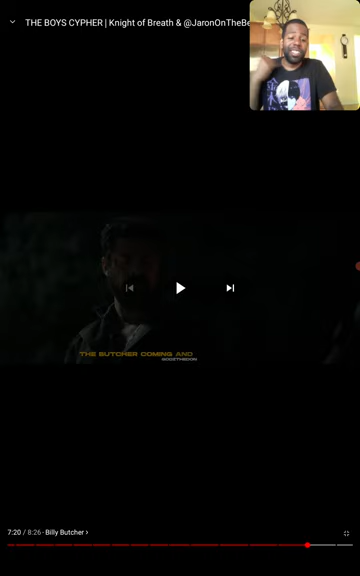 THE BOYS CYPHER | Knight of Breath & @JaronOnTheBe
THE BUTCHER COMING AND
7:20 / 8:26 · Billy Butcher ›